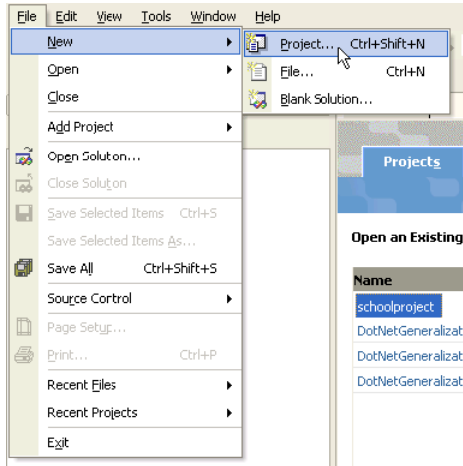 File Edit View Tools Window Help
New
Project... Ctrl+Shift+N
Open
File... Ctrl+N
Close
Blank Solution...
Add Project
Open Soluton...
Projects
Close Soluton
Save Selected Items Ctrl+S
Save Selected Items As...
Open an Existing
Save All Ctrl+Shift+S
Name
Source Control
schoolproject
Page Setup...
DotNetGeneralizat
Print... Ctrl+P
DotNetGeneralizat
Recent Files
DotNetGeneralizat
Recent Projects
Exit